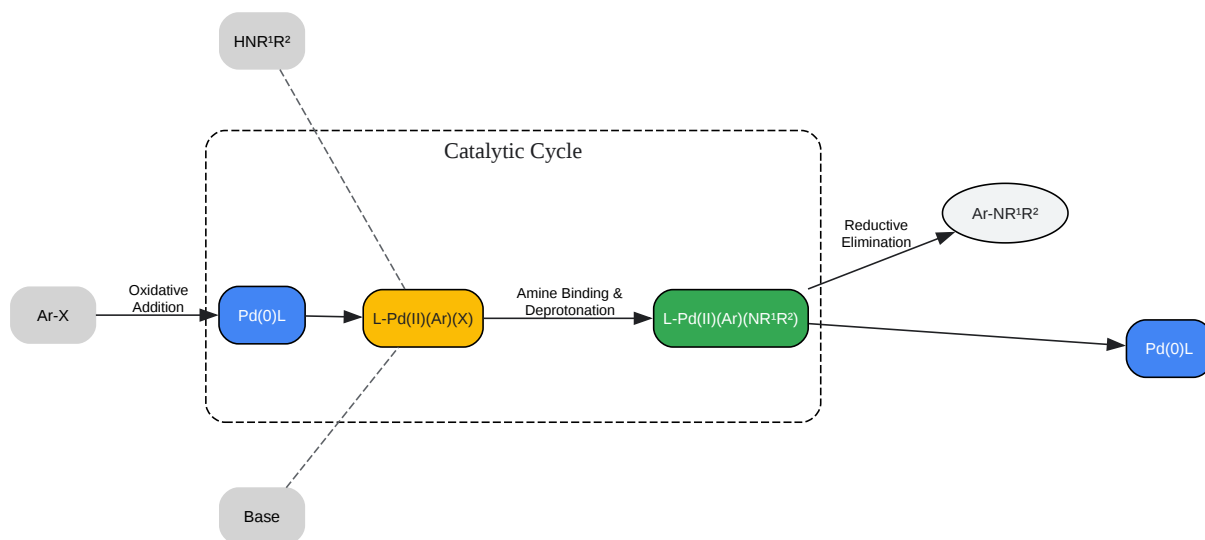 HNR¹R²
Catalytic Cycle
Ar-X
Oxidative
Addition
Pd(0)L
L-Pd(II)(Ar)(X)
Amine Binding &
Deprotonation
L-Pd(II)(Ar)(NR¹R²)
Reductive
Elimination
Ar-NR¹R²
Pd(0)L
Base